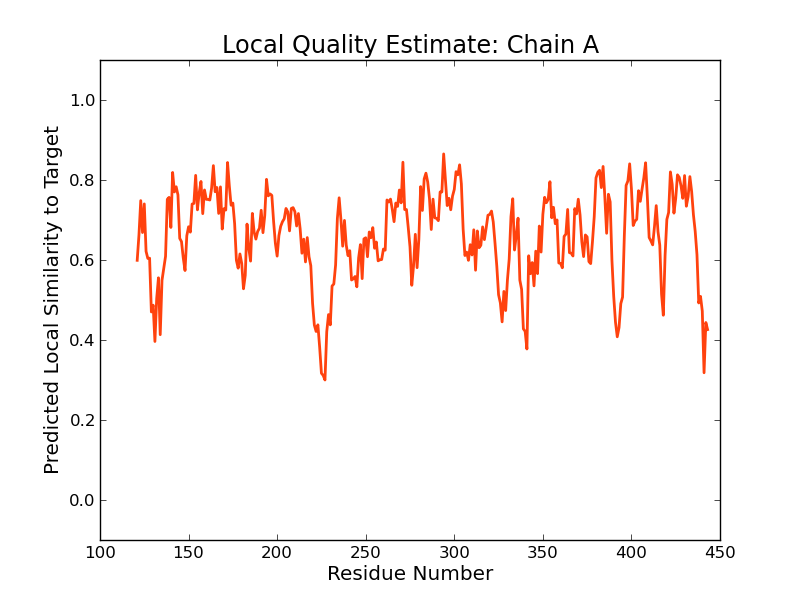 Local Quality Estimate: Chain A
Predicted Local Similarity to Target
1.0
0.8
0.6
0.4
0.2
0.0
100 150 200 250 300 350 400 450
Residue Number